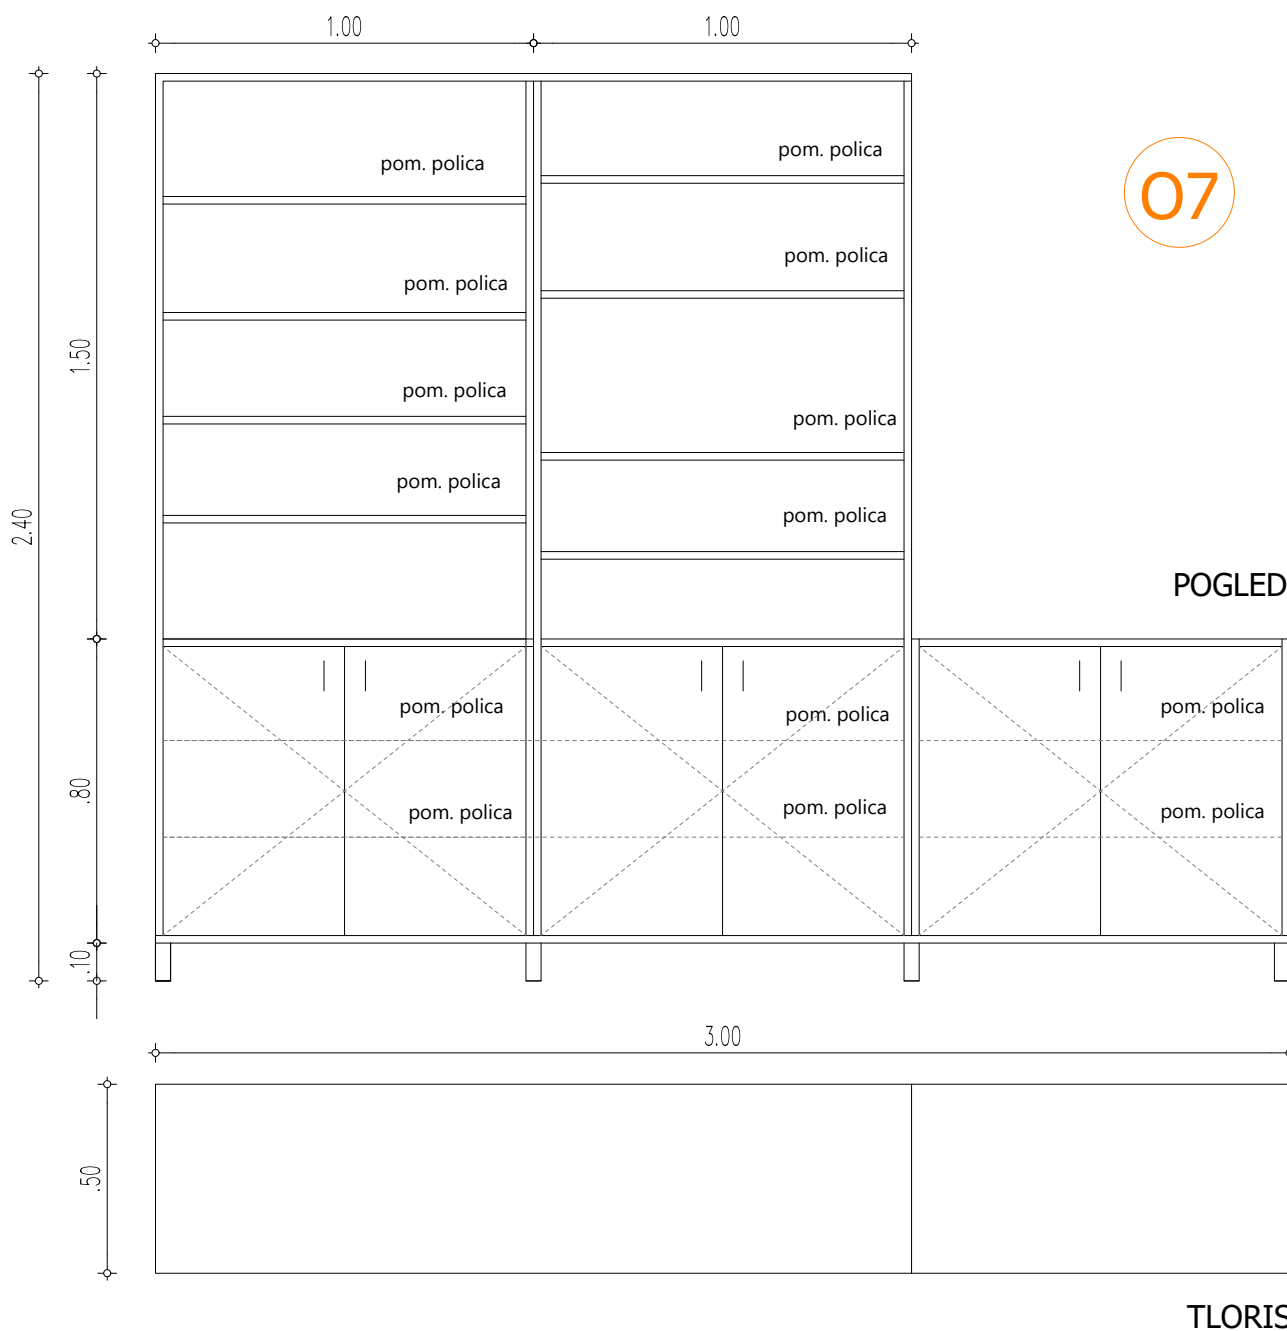 1.00 1.00
pom. polica pom. polica
07
pom. polica pom. polica
1.50
pom. polica pom. polica
pom. polica pom. polica
2.40
POGLED
pom. polica pom. polica pom. polica
.80
pom. polica pom. polica pom. polica
.10
3.00
.50
TLORIS